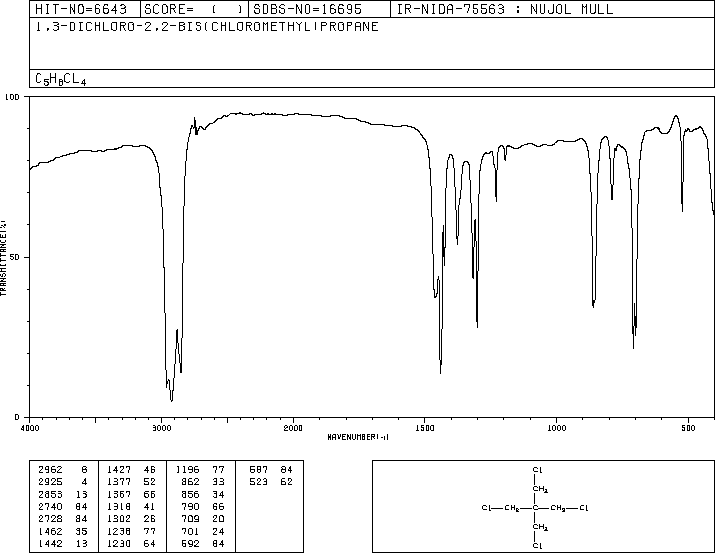 HIT-NO=6643 SCORE= ( ) SDBS-NO=16695 IR-NIDA-75563 : NUJOL MULL
1,3-DICHLORO-2,2-BIS(CHLOROMETHYL)PROPANE
C5H8CL4
100
50
0
TRANSMITTANCE(%)
4000 3000 2000 1500 1000 500
WAVENUMBER(-1)
2962 8 1427 46 1196 77 687 84
2925 4 1377 52 862 33 523 62
2853 13 1367 66 856 34
2740 84 1318 41 790 66
2728 84 1302 26 709 20
1462 35 1238 77 701 24
1442 13 1230 64 692 84
Cl
CH2
Cl—CH2—C—CH2—Cl
CH2
Cl